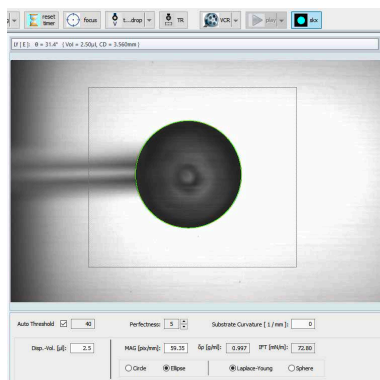 reset
timer
focus
t....drop
V
TR
VCR
play
skx
lf [ E ]: θ = 31.4° ( Vol = 2.50µl, CD = 3.560mm )
Auto Threshold 40 Perfectness: 5 Substrate Curvature [ 1 / mm ]: 0
Disp.-Vol. [µl]: 2.5 MAG [pix/mm]: 59.35 δρ [g/ml]: 0.997 IFT [mN/m]: 72.80
Circle Ellipse Laplace-Young Sphere